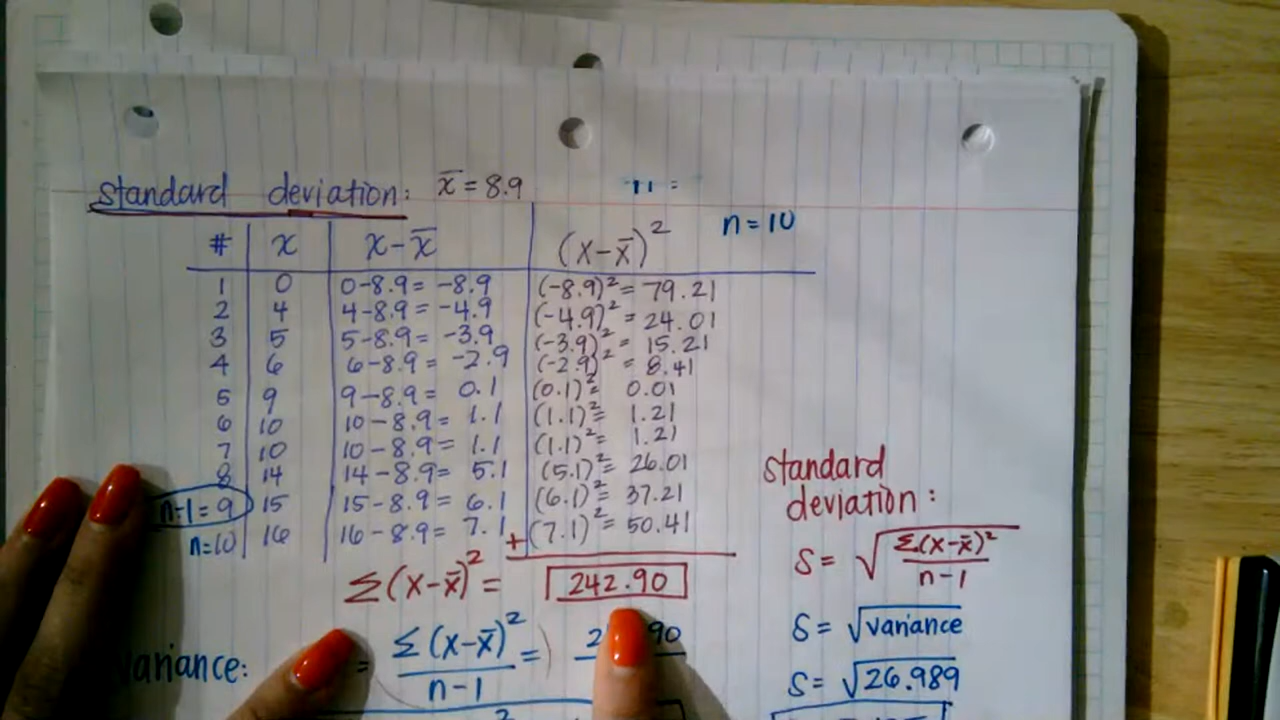 standard deviation: x̄ = 8.9
n = 10
# x x-x̄ (x-x̄)²
1 0 0-8.9= -8.9 (-8.9)²= 79.21
2 4 4-8.9= -4.9 (-4.9)² = 24.01
3 5 5-8.9= -3.9 (-3.9)² = 15.21
4 6 6-8.9= -2.9 (-2.9)² = 8.41
5 9 9-8.9= 0.1 (0.1)²= 0.01
6 10 10-8.9= 1.1 (1.1)²= 1.21
7 10 10-8.9= 1.1 (1.1)²= 1.21
8 14 14-8.9= 5.1 (5.1)²= 26.01
n-1=9 15 15-8.9= 6.1 (6.1)²= 37.21
n=10 16 16-8.9= 7.1 +(7.1)²= 50.41
Σ(x-x̄)²= 242.90
= Σ(x-x̄)² =
n-1
standard
deviation:
s= √Σ(x-x̄)²
n-1
s= √variance
s= √26.989